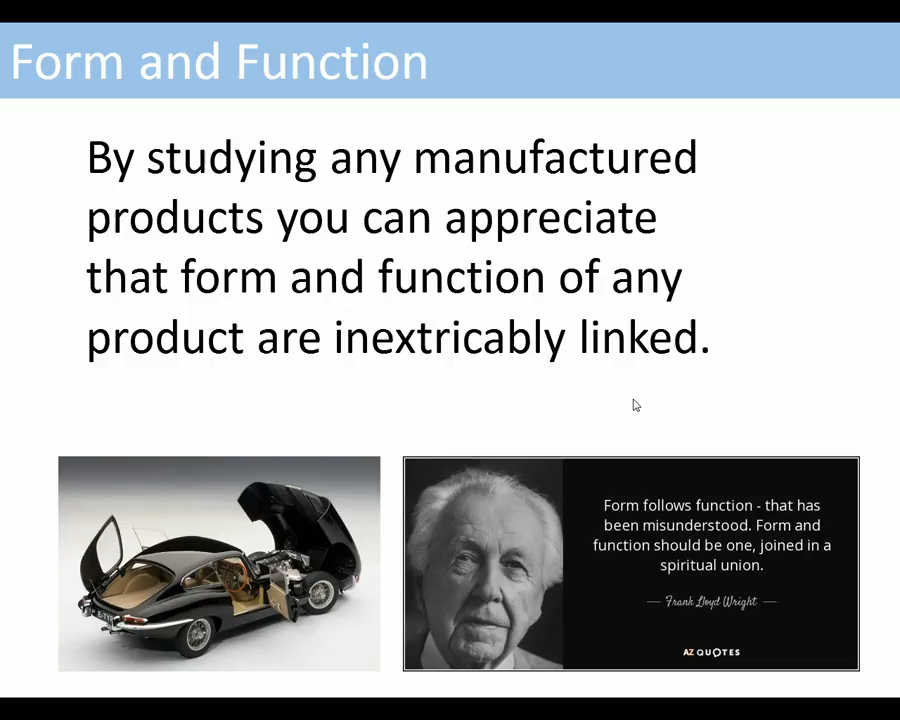 Form and Function
By studying any manufactured
products you can appreciate
that form and function of any
product are inextricably linked.
E-TYPE
Form follows function - that has
been misunderstood. Form and
function should be one, joined in a
spiritual union.
— Frank Lloyd Wright —
AZ QUOTES